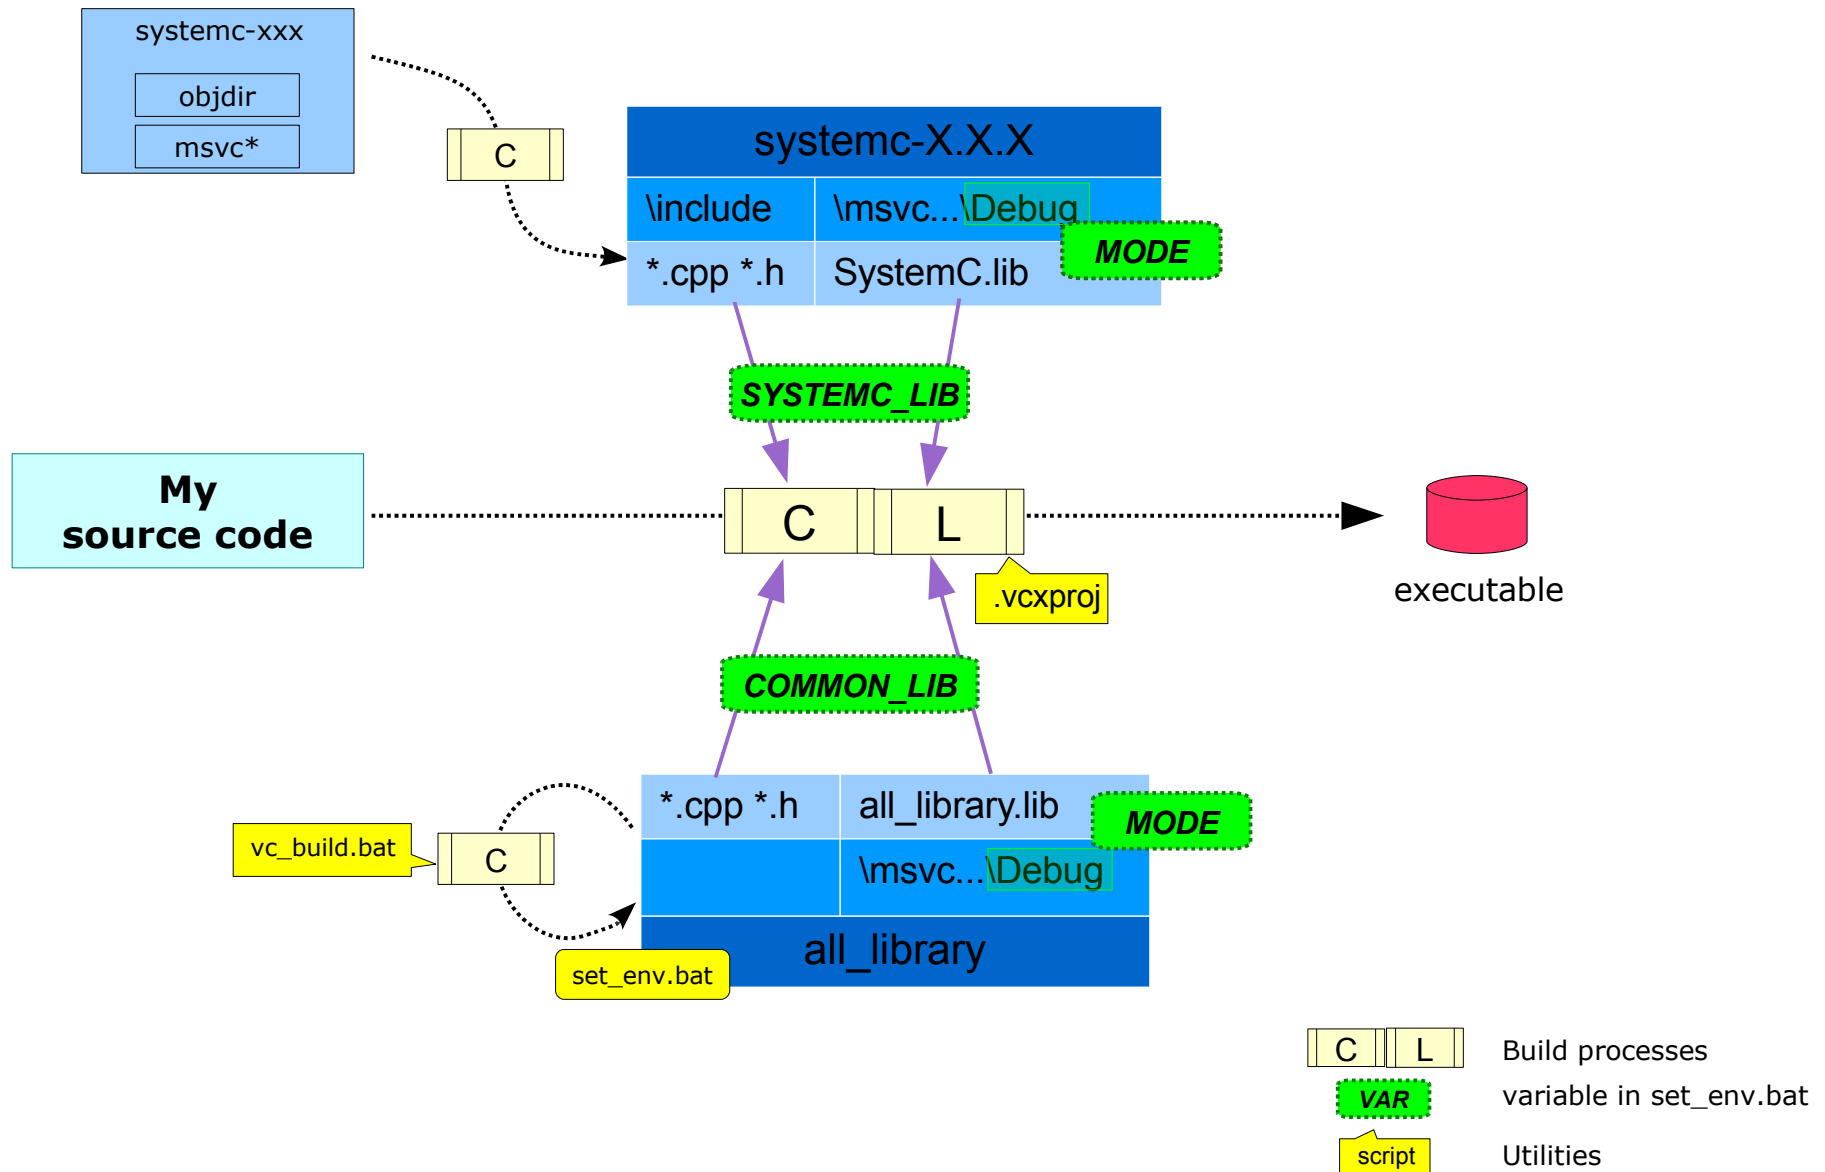 systemc-xxx
objdir
msvc*
C
systemc-X.X.X
\include
\msvc...\Debug
MODE
*.cpp *.h
SystemC.lib
SYSTEMC_LIB
My
source code
C
L
.vcxproj
executable
COMMON_LIB
*.cpp *.h
all_library.lib
MODE
vc_build.bat
C
\msvc...\Debug
all_library
set_env.bat
C
L
Build processes
VAR
variable in set_env.bat
script
Utilities